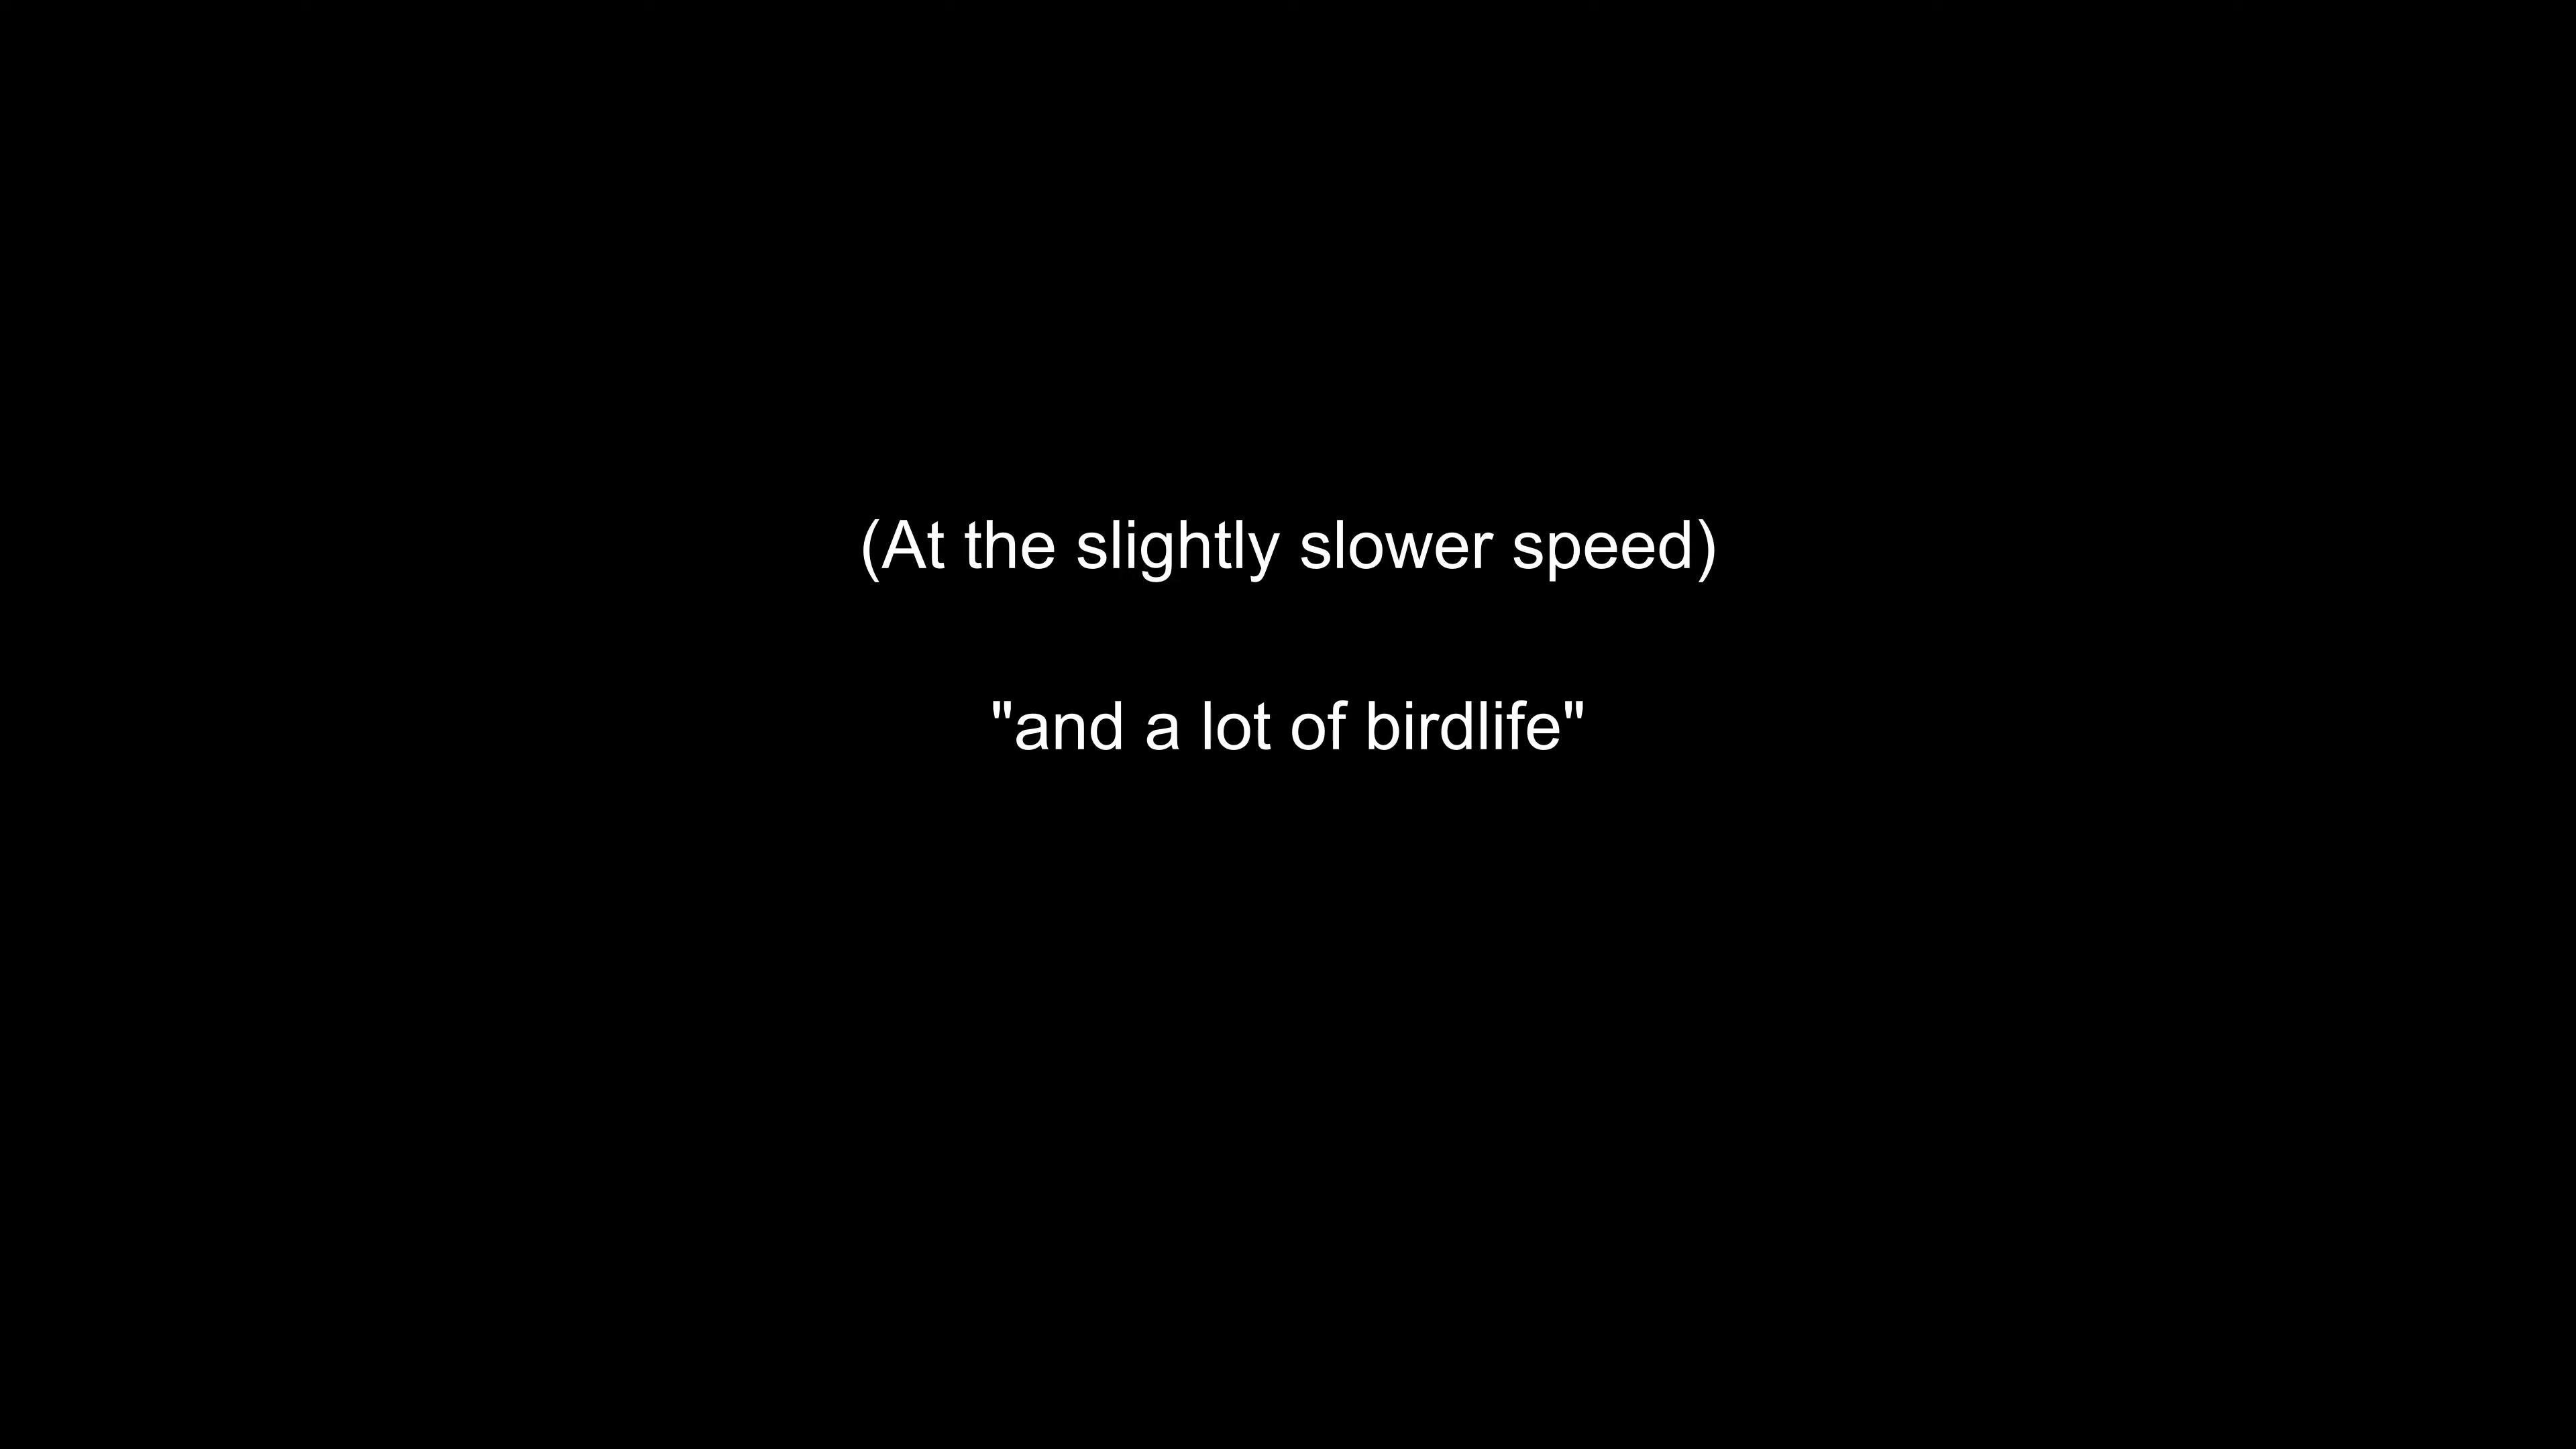 (At the slightly slower speed)
"and a lot of birdlife"